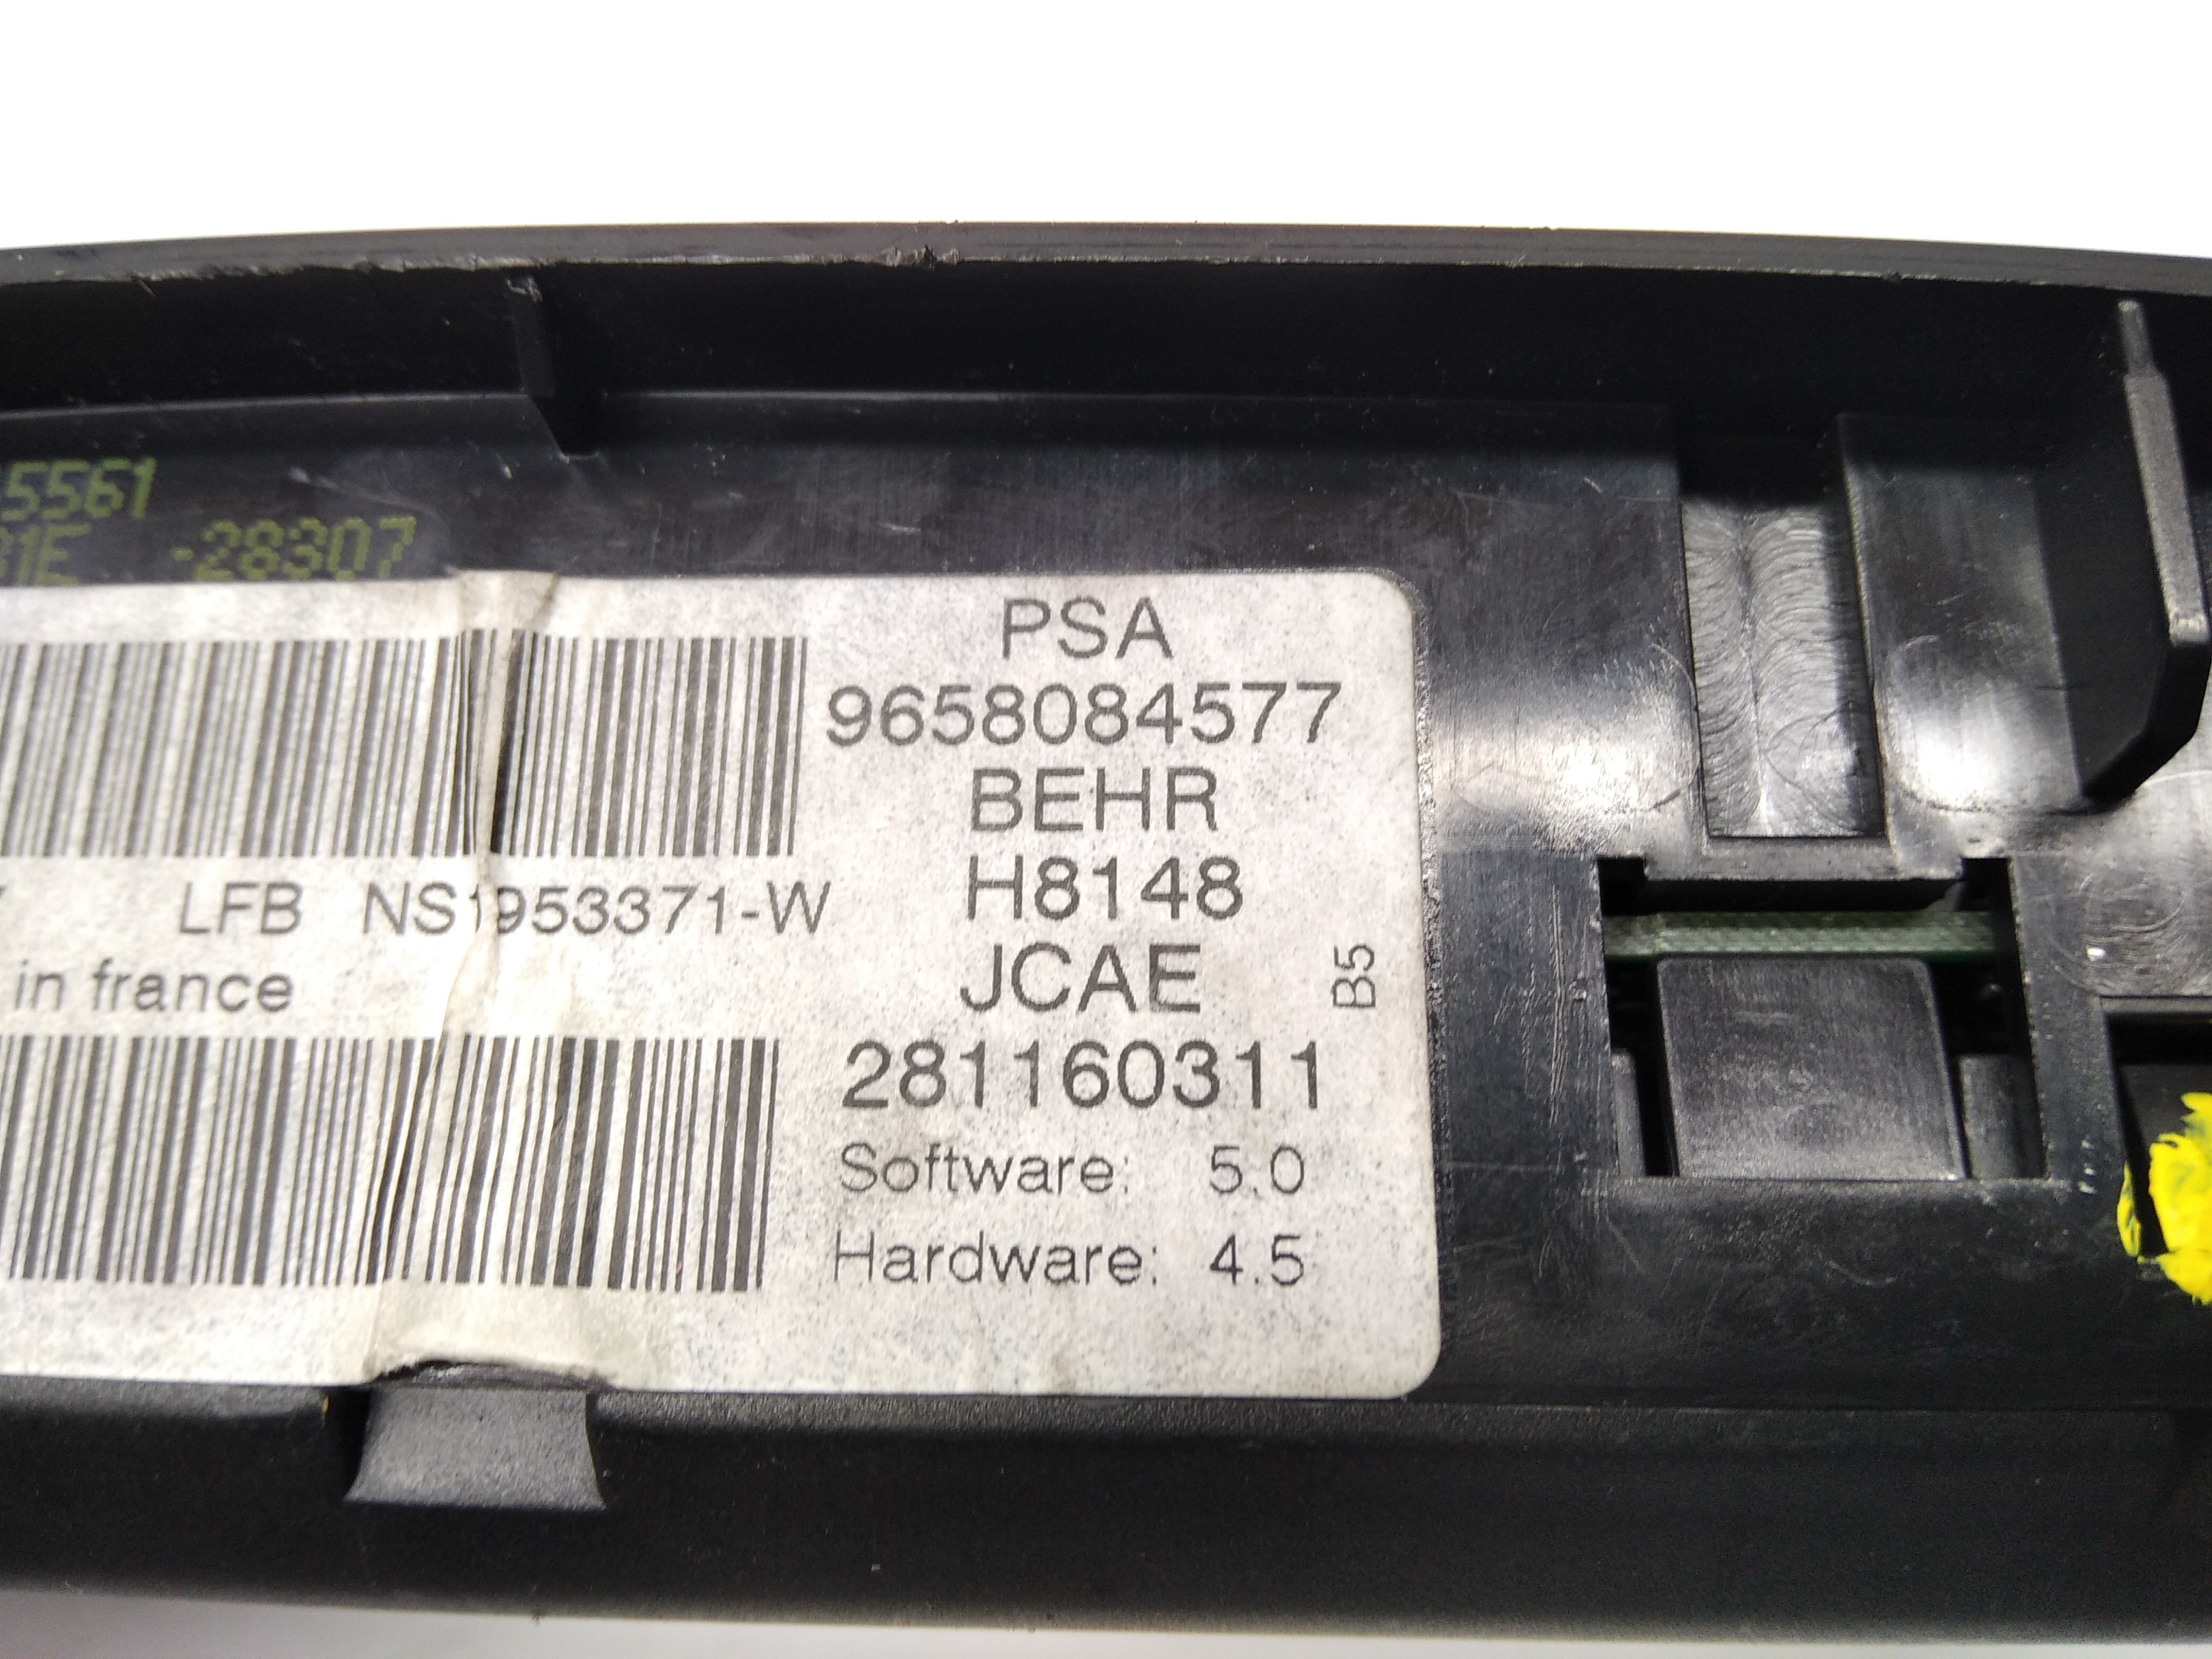 5561
81E -28307
PSA
9658084577
BEHR
H8148
LFB NS1953371-W
JCAE
B5
in france
281160311
Software: 5.0
Hardware: 4.5